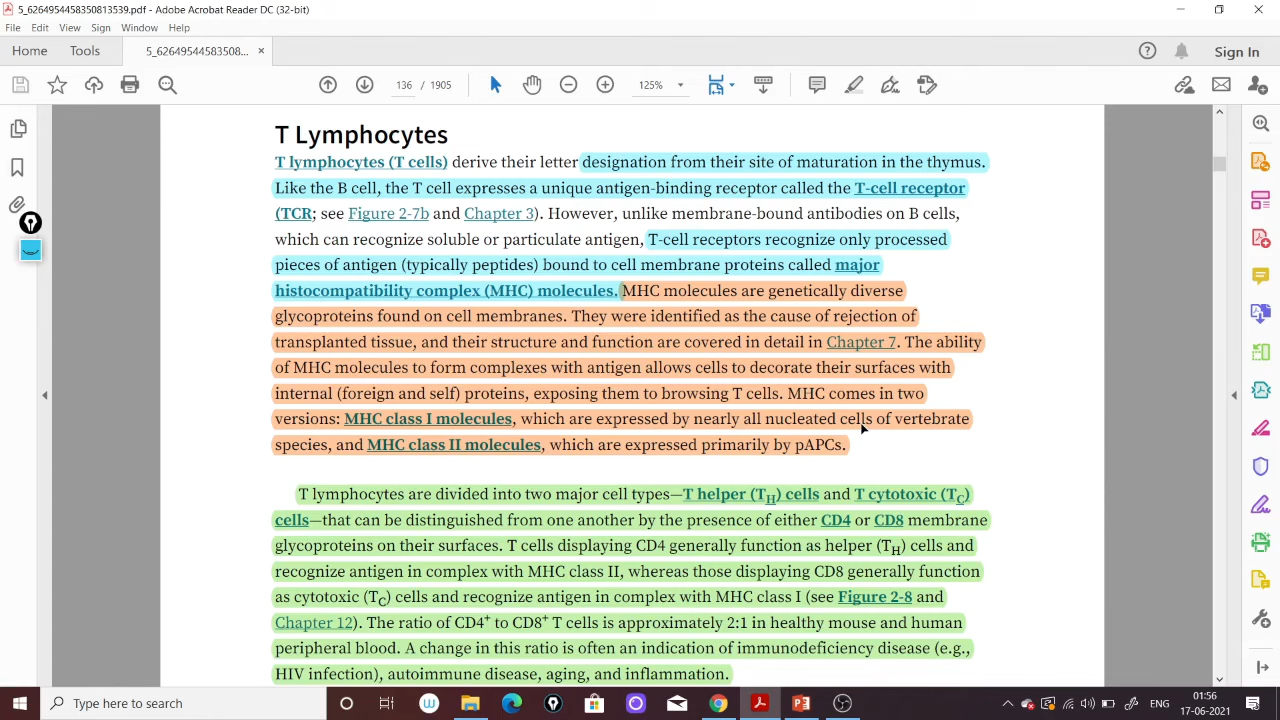 5_6264954458350813539.pdf - Adobe Acrobat Reader DC (32-bit)
File Edit View Sign Window Help
Home Tools 5_62649544583508... × Sign In
136 / 1905 125%
T Lymphocytes
T lymphocytes (T cells) derive their letter designation from their site of maturation in the thymus.
Like the B cell, the T cell expresses a unique antigen-binding receptor called the T-cell receptor
(TCR; see Figure 2-7b and Chapter 3). However, unlike membrane-bound antibodies on B cells,
which can recognize soluble or particulate antigen, T-cell receptors recognize only processed
pieces of antigen (typically peptides) bound to cell membrane proteins called major
histocompatibility complex (MHC) molecules. MHC molecules are genetically diverse
glycoproteins found on cell membranes. They were identified as the cause of rejection of
transplanted tissue, and their structure and function are covered in detail in Chapter 7. The ability
of MHC molecules to form complexes with antigen allows cells to decorate their surfaces with
internal (foreign and self) proteins, exposing them to browsing T cells. MHC comes in two
versions: MHC class I molecules, which are expressed by nearly all nucleated cells of vertebrate
species, and MHC class II molecules, which are expressed primarily by pAPCs.
T lymphocytes are divided into two major cell types—T helper (TH) cells and T cytotoxic (TC)
cells—that can be distinguished from one another by the presence of either CD4 or CD8 membrane
glycoproteins on their surfaces. T cells displaying CD4 generally function as helper (TH) cells and
recognize antigen in complex with MHC class II, whereas those displaying CD8 generally function
as cytotoxic (TC) cells and recognize antigen in complex with MHC class I (see Figure 2-8 and
Chapter 12). The ratio of CD4+ to CD8+ T cells is approximately 2:1 in healthy mouse and human
peripheral blood. A change in this ratio is often an indication of immunodeficiency disease (e.g.,
HIV infection), autoimmune disease, aging, and inflammation.
Type here to search ENG 01:56
17-06-2021